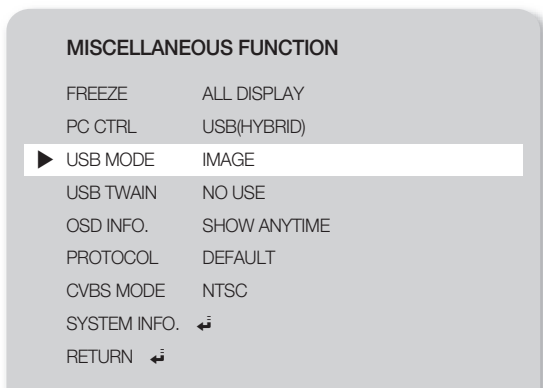 MISCELLANEOUS FUNCTION
FREEZE ALL DISPLAY
PC CTRL USB(HYBRID)
▶ USB MODE IMAGE
USB TWAIN NO USE
OSD INFO. SHOW ANYTIME
PROTOCOL DEFAULT
CVBS MODE NTSC
SYSTEM INFO. ↵
RETURN ↵